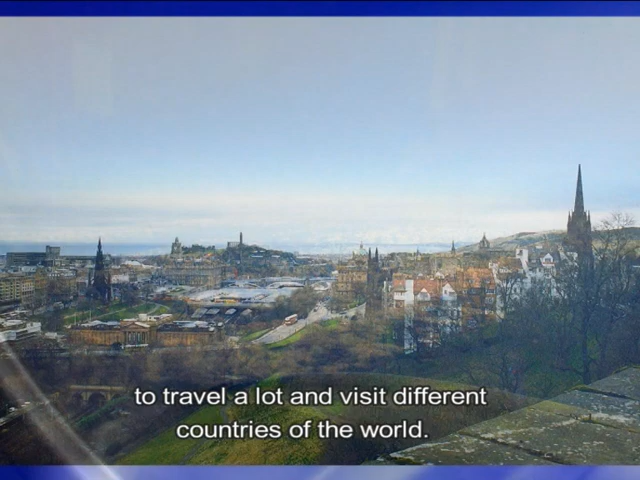 to travel a lot and visit different
countries of the world.